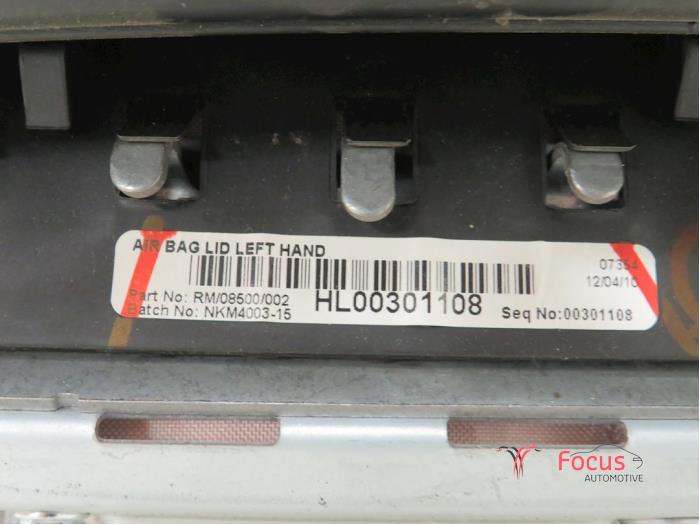 AIR BAG LID LEFT HAND
07354
12/04/10
Part No: RM/08500/002
Batch No: NKM4003-15
HL00301108
Seq No:00301108
Focus
AUTOMOTIVE